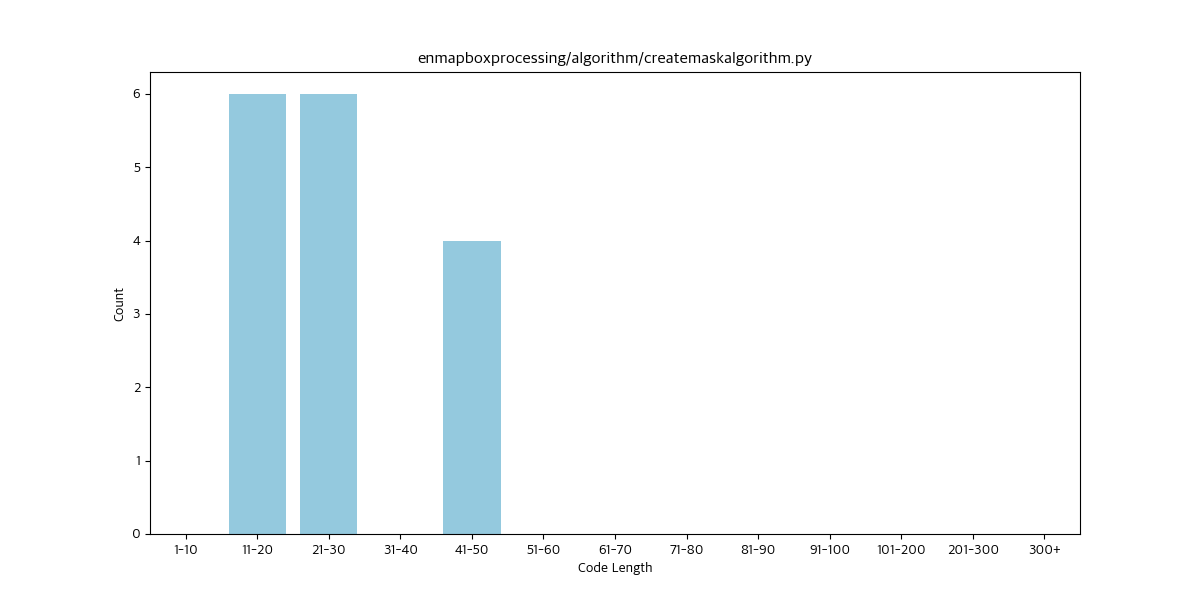 enmapboxprocessing/algorithm/createmaskalgorithm.py
6
5
4
3
2
1
0
Count
1-10 11-20 21-30 31-40 41-50 51-60 61-70 71-80 81-90 91-100 101-200 201-300 300+
Code Length